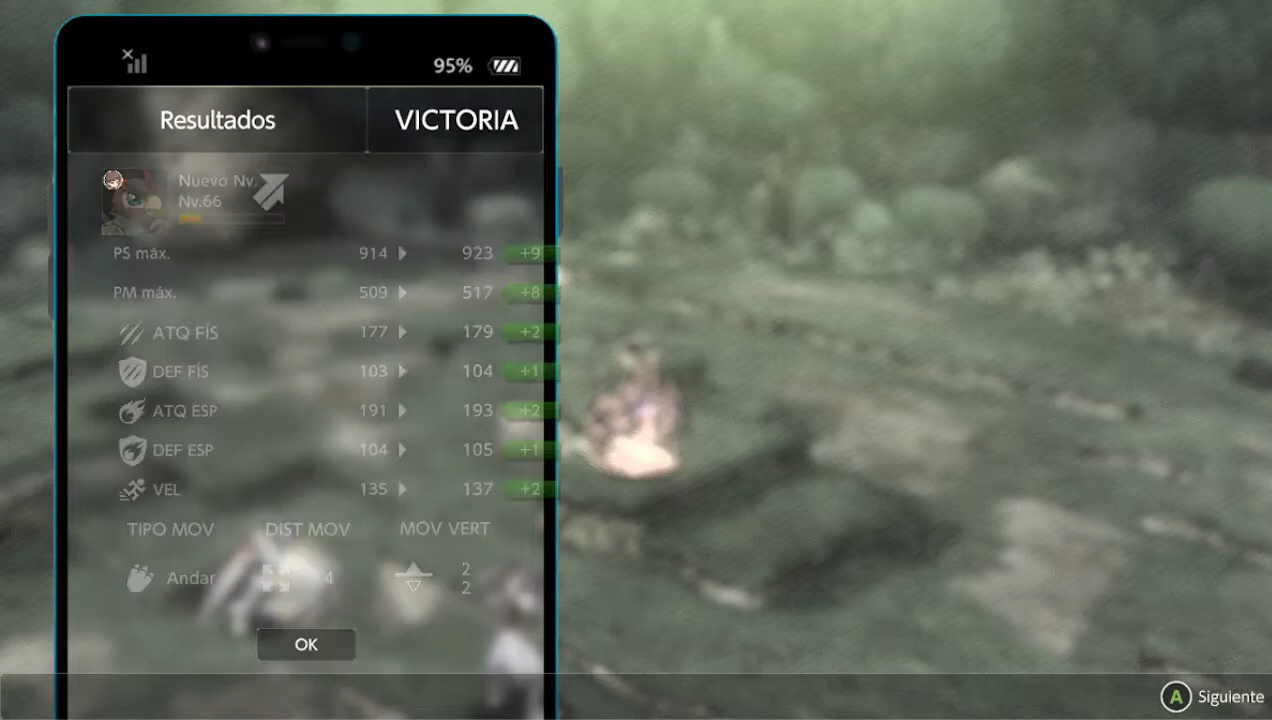 95%
Resultados VICTORIA
Nuevo Nv.
Nv.66
PS máx. 914 923 +9
PM máx. 509 517 +8
ATQ FÍS 177 179 +2
DEF FÍS 103 104 +1
ATQ ESP 191 193 +2
DEF ESP 104 105 +1
VEL 135 137 +2
TIPO MOV DIST MOV MOV VERT
Andar 4 2
2
OK
A Siguiente